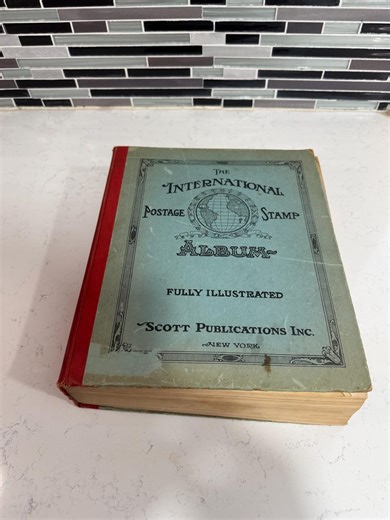 THE
INTERNATIONAL
POSTAGE STAMP
ALBUM
FULLY ILLUSTRATED
SCOTT PUBLICATIONS INC.
NEW YORK